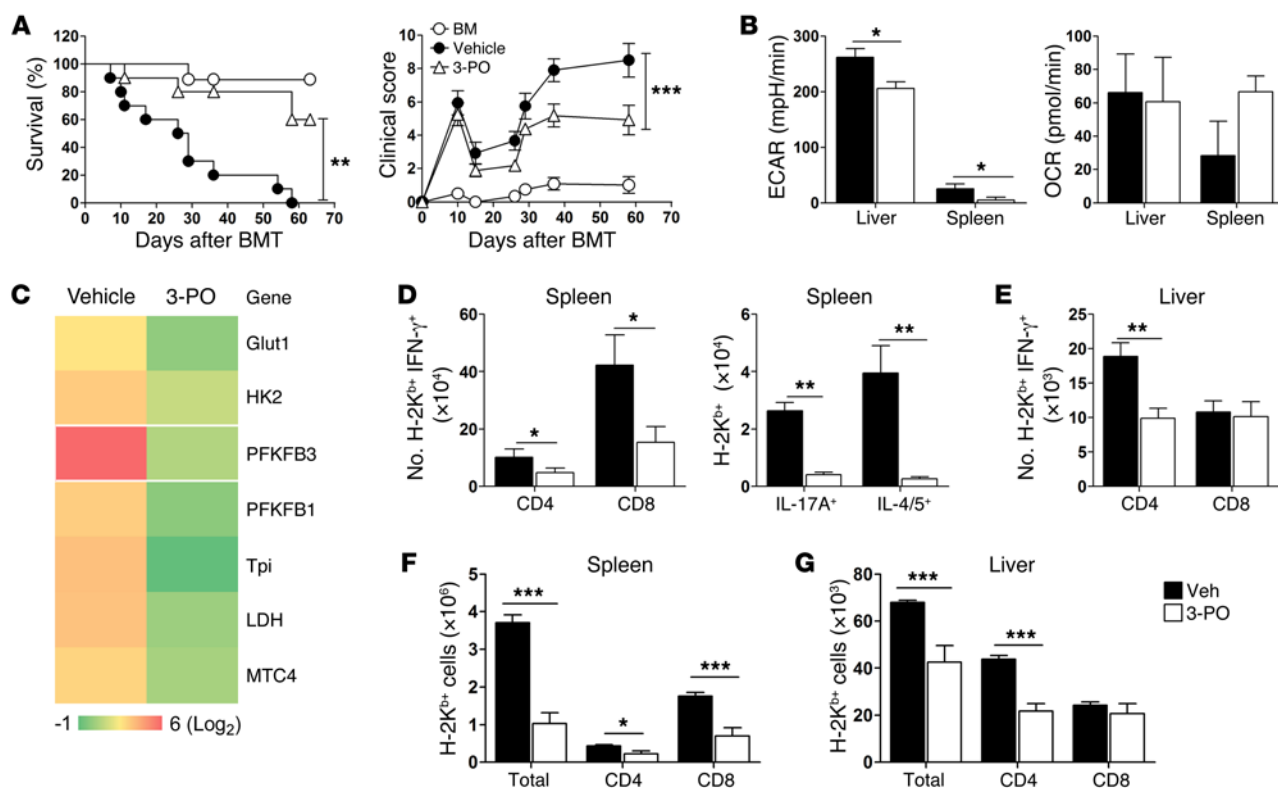 A
Survival (%)
120
100
80
60
40
20
0
0 10 20 30 40 50 60 70
Days after BMT
**
Clinical score
10
8
6
4
2
0
0 10 20 30 40 50 60 70
Days after BMT
BM
Vehicle
3-PO
***
B
ECAR (mpH/min)
300
200
100
0
Liver Spleen
*
*
OCR (pmol/min)
100
80
60
40
20
0
Liver Spleen
C
Vehicle 3-PO Gene
Glut1
HK2
PFKFB3
PFKFB1
Tpi
LDH
MTC4
-1 6 (Log₂)
D
Spleen
No. H-2Kᵇ⁺ IFN-γ⁺
(×10⁴)
60
40
20
0
CD4 CD8
*
*
Spleen
H-2Kᵇ⁺ (×10⁴)
6
4
2
0
IL-17A⁺ IL-4/5⁺
**
**
E
Liver
No. H-2Kᵇ⁺ IFN-γ⁺
(×10³)
25
20
15
10
5
0
CD4 CD8
**
F
Spleen
H-2Kᵇ⁺ cells (×10⁶)
5
4
3
2
1
0
Total CD4 CD8
***
*
***
G
Liver
H-2Kᵇ⁺ cells (×10³)
80
60
40
20
0
Total CD4 CD8
***
***
Veh
3-PO